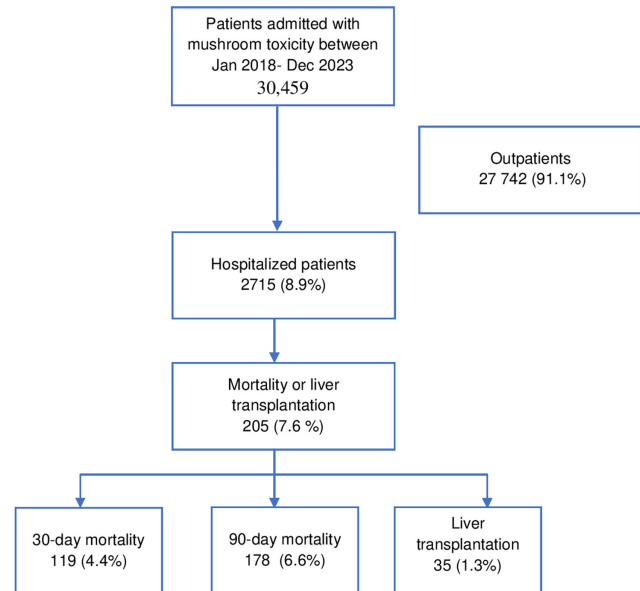 Patients admitted with
mushroom toxicity between
Jan 2018- Dec 2023
30,459
Outpatients
27 742 (91.1%)
Hospitalized patients
2715 (8.9%)
Mortality or liver
transplantation
205 (7.6 %)
30-day mortality
119 (4.4%)
90-day mortality
178 (6.6%)
Liver
transplantation
35 (1.3%)